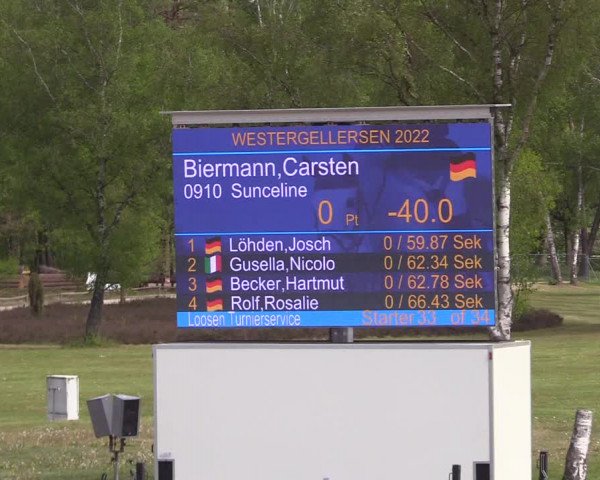 WESTERGELLERSEN 2022
Biermann,Carsten
0910 Sunceline
0 Pt -40.0
1 Löhden,Josch 0 / 59.87 Sek
2 Gusella,Nicolo 0 / 62.34 Sek
3 Becker,Hartmut 0 / 62.78 Sek
4 Rolf,Rosalie 0 / 66.43 Sek
Loosen Turnierservice Starter 33 of 34